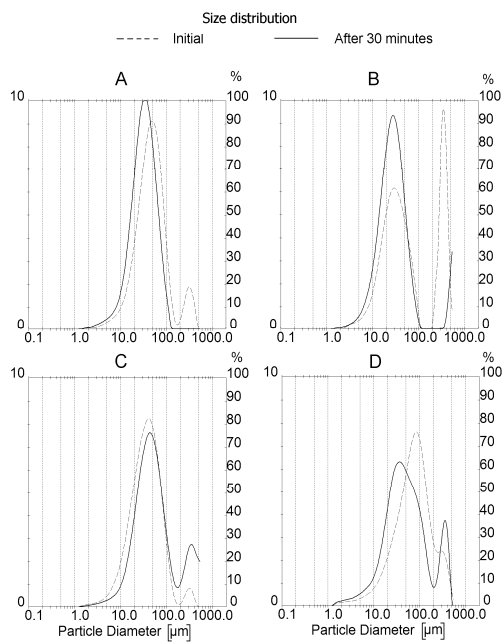 Size distribution
Initial After 30 minutes
A B
% %
10 100 10 100
90 90
80 80
70 70
60 60
50 50
40 40
30 30
20 20
10 10
0 0 0 0
0.1 1.0 10.0 100.0 1000.0 0.1 1.0 10.0 100.0 1000.0
C D
% %
10 100 10 100
90 90
80 80
70 70
60 60
50 50
40 40
30 30
20 20
10 10
0 0 0 0
0.1 1.0 10.0 100.0 1000.0 0.1 1.0 10.0 100.0 1000.0
Particle Diameter [µm] Particle Diameter [µm]